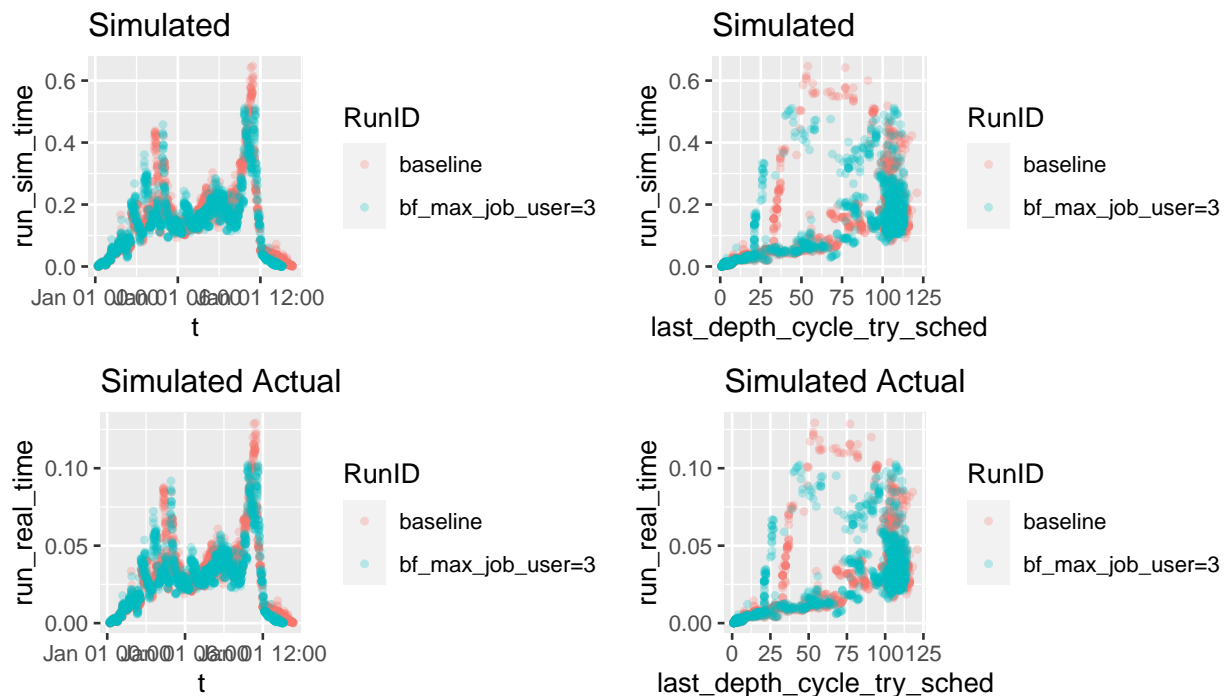 Simulated
run_sim_time
0.6
0.4
0.2
0.0
Jan 01 00:00
Jan 01 06:00
Jan 01 12:00
t
RunID
baseline
bf_max_job_user=3
Simulated
run_sim_time
0.6
0.4
0.2
0.0
0 25 50 75 100 125
last_depth_cycle_try_sched
RunID
baseline
bf_max_job_user=3
Simulated Actual
run_real_time
0.10
0.05
0.00
Jan 01 00:00
Jan 01 06:00
Jan 01 12:00
t
RunID
baseline
bf_max_job_user=3
Simulated Actual
run_real_time
0.10
0.05
0.00
0 25 50 75 100 125
last_depth_cycle_try_sched
RunID
baseline
bf_max_job_user=3